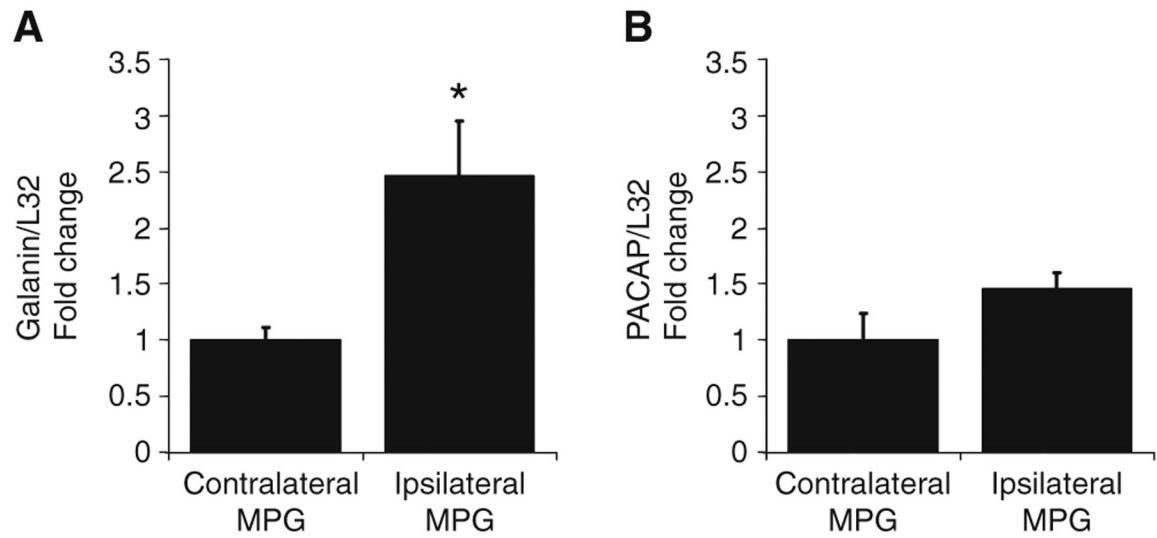 A
Galanin/L32
Fold change
3.5
3
2.5
2
1.5
1
0.5
0
*
Contralateral
MPG
Ipsilateral
MPG
B
PACAP/L32
Fold change
3.5
3
2.5
2
1.5
1
0.5
0
Contralateral
MPG
Ipsilateral
MPG